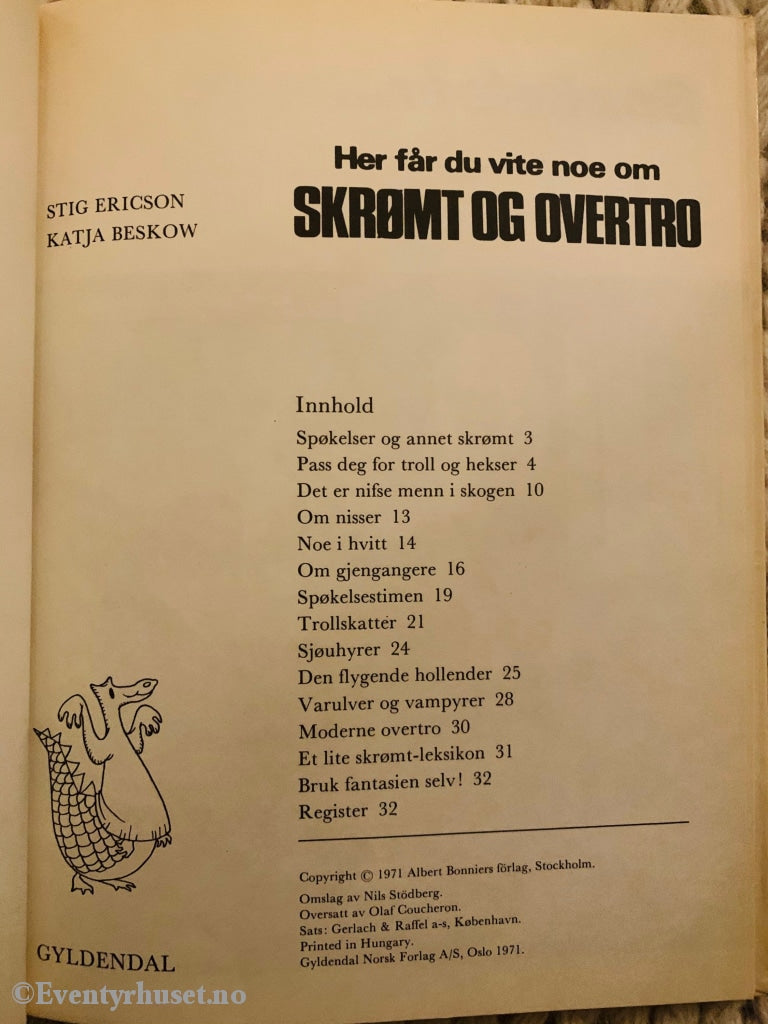 STIG ERICSON
KATJA BESKOW
Her får du vite noe om
SKRØMT OG OVERTRO
Innhold
Spøkelser og annet skrømt 3
Pass deg for troll og hekser 4
Det er nifse menn i skogen 10
Om nisser 13
Noe i hvitt 14
Om gjengangere 16
Spøkelsestimen 19
Trollskatter 21
Sjøuhyrer 24
Den flygende hollender 25
Varulver og vampyrer 28
Moderne overtro 30
Et lite skrømt-leksikon 31
Bruk fantasien selv! 32
Register 32
Copyright © 1971 Albert Bonniers förlag, Stockholm.
Omslag av Nils Stödberg.
Oversatt av Olaf Coucheron.
Sats: Gerlach & Raffel a-s, København.
Printed in Hungary.
Gyldendal Norsk Forlag A/S, Oslo 1971.
GYLDENDAL
©Eventyrhuset.no